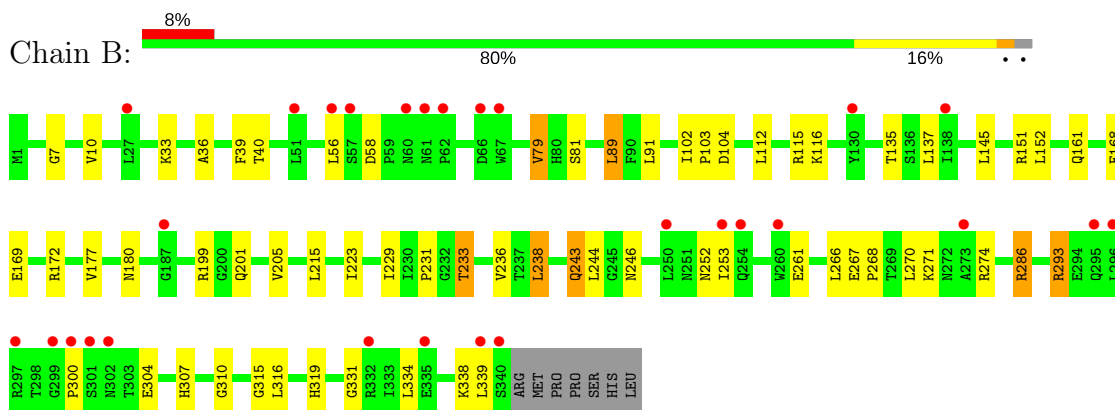 8%
Chain B:
80% 16% • •
M1 G7 V10 L27 K33 A36 F39 T40 L51 L56 S57 D58 P59 N60 N61 P62 D66 W67 V79 H80 S81 L89 F90 L91 I102 P103 D104 L112 R115 K116 Y130 T135 S136 L137 I138 L145 R151 L152 Q161
E169 R172 V177 N180 G187 R199 G200 Q201 V205 L215 I223 I229 I230 P231 G232 T233 V236 T237 L238 Q243 L244 G245 N246 L250 N251 N252 I253 Q254 W260 E261 L266 E267 P268 T269 L270 K271 N272 A273 R274 R286 R293 E294 Q295 L296
R297 T298 G299 P300 S301 N302 T303 E304 H307 G310 G315 L316 H319 G331 R332 I333 L334 E335 K338 L339 S340 ARG MET PRO PRO SER HIS LEU